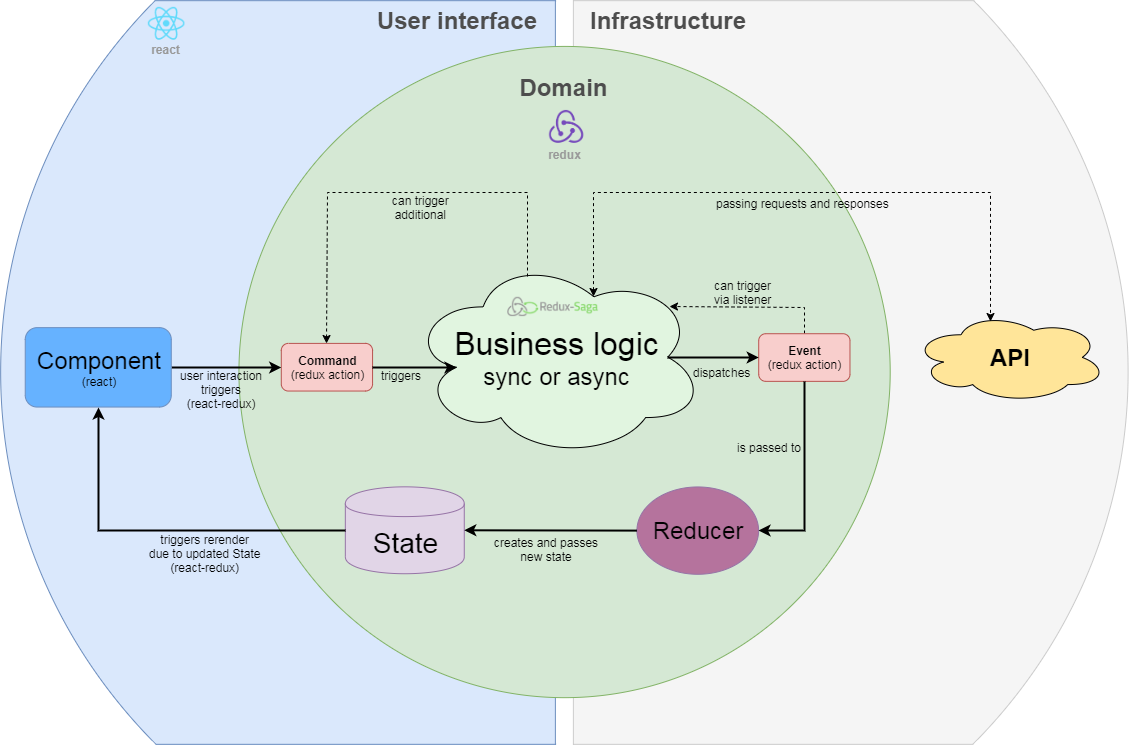 User interface
Infrastructure
react
Domain
redux
can trigger
additional
passing requests and responses
can trigger
via listener
Redux-Saga
Business logic
sync or async
Component
(react)
user interaction
triggers
(react-redux)
Command
(redux action)
triggers
dispatches
Event
(redux action)
API
is passed to
Reducer
creates and passes
new state
State
triggers rerender
due to updated State
(react-redux)